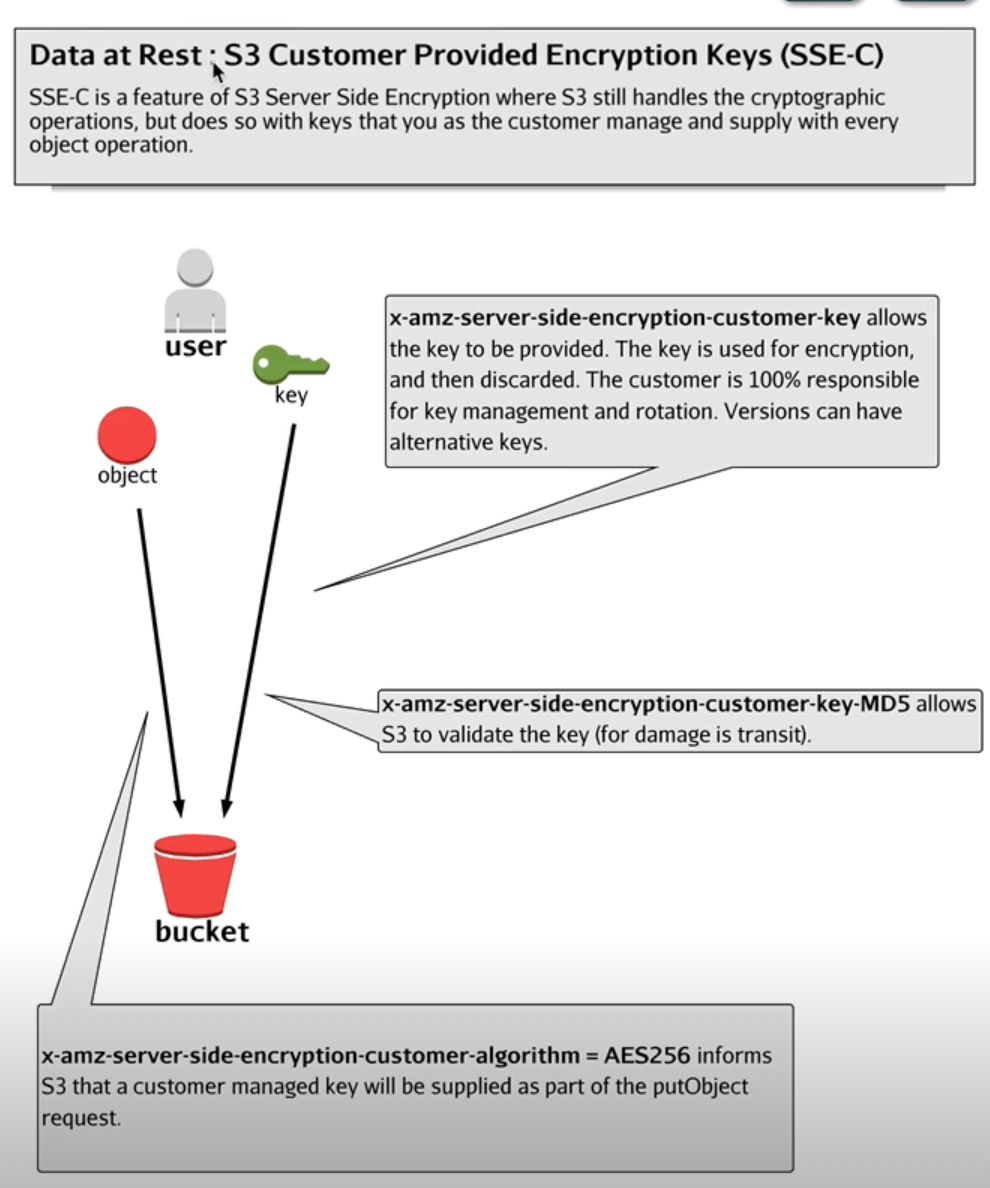 Data at Rest : S3 Customer Provided Encryption Keys (SSE-C)
SSE-C is a feature of S3 Server Side Encryption where S3 still handles the cryptographic
operations, but does so with keys that you as the customer manage and supply with every
object operation.
user
key
object
x-amz-server-side-encryption-customer-key allows
the key to be provided. The key is used for encryption,
and then discarded. The customer is 100% responsible
for key management and rotation. Versions can have
alternative keys.
x-amz-server-side-encryption-customer-key-MD5 allows
S3 to validate the key (for damage is transit).
bucket
x-amz-server-side-encryption-customer-algorithm = AES256 informs
S3 that a customer managed key will be supplied as part of the putObject
request.